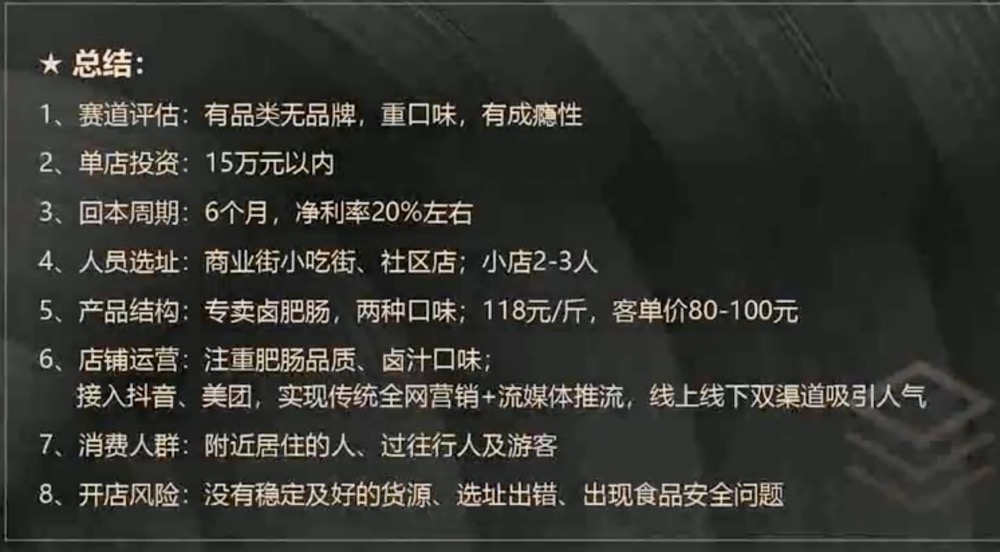 ★ 总结：
1、赛道评估：有品类无品牌，重口味，有成瘾性
2、单店投资：15万元以内
3、回本周期：6个月，净利率20%左右
4、人员选址：商业街小吃街、社区店；小店2-3人
5、产品结构：专卖卤肥肠，两种口味；118元/斤，客单价80-100元
6、店铺运营：注重肥肠品质、卤汁口味；
接入抖音、美团，实现传统全网营销+流媒体推流，线上线下双渠道吸引人气
7、消费人群：附近居住的人、过往行人及游客
8、开店风险：没有稳定及好的货源、选址出错、出现食品安全问题